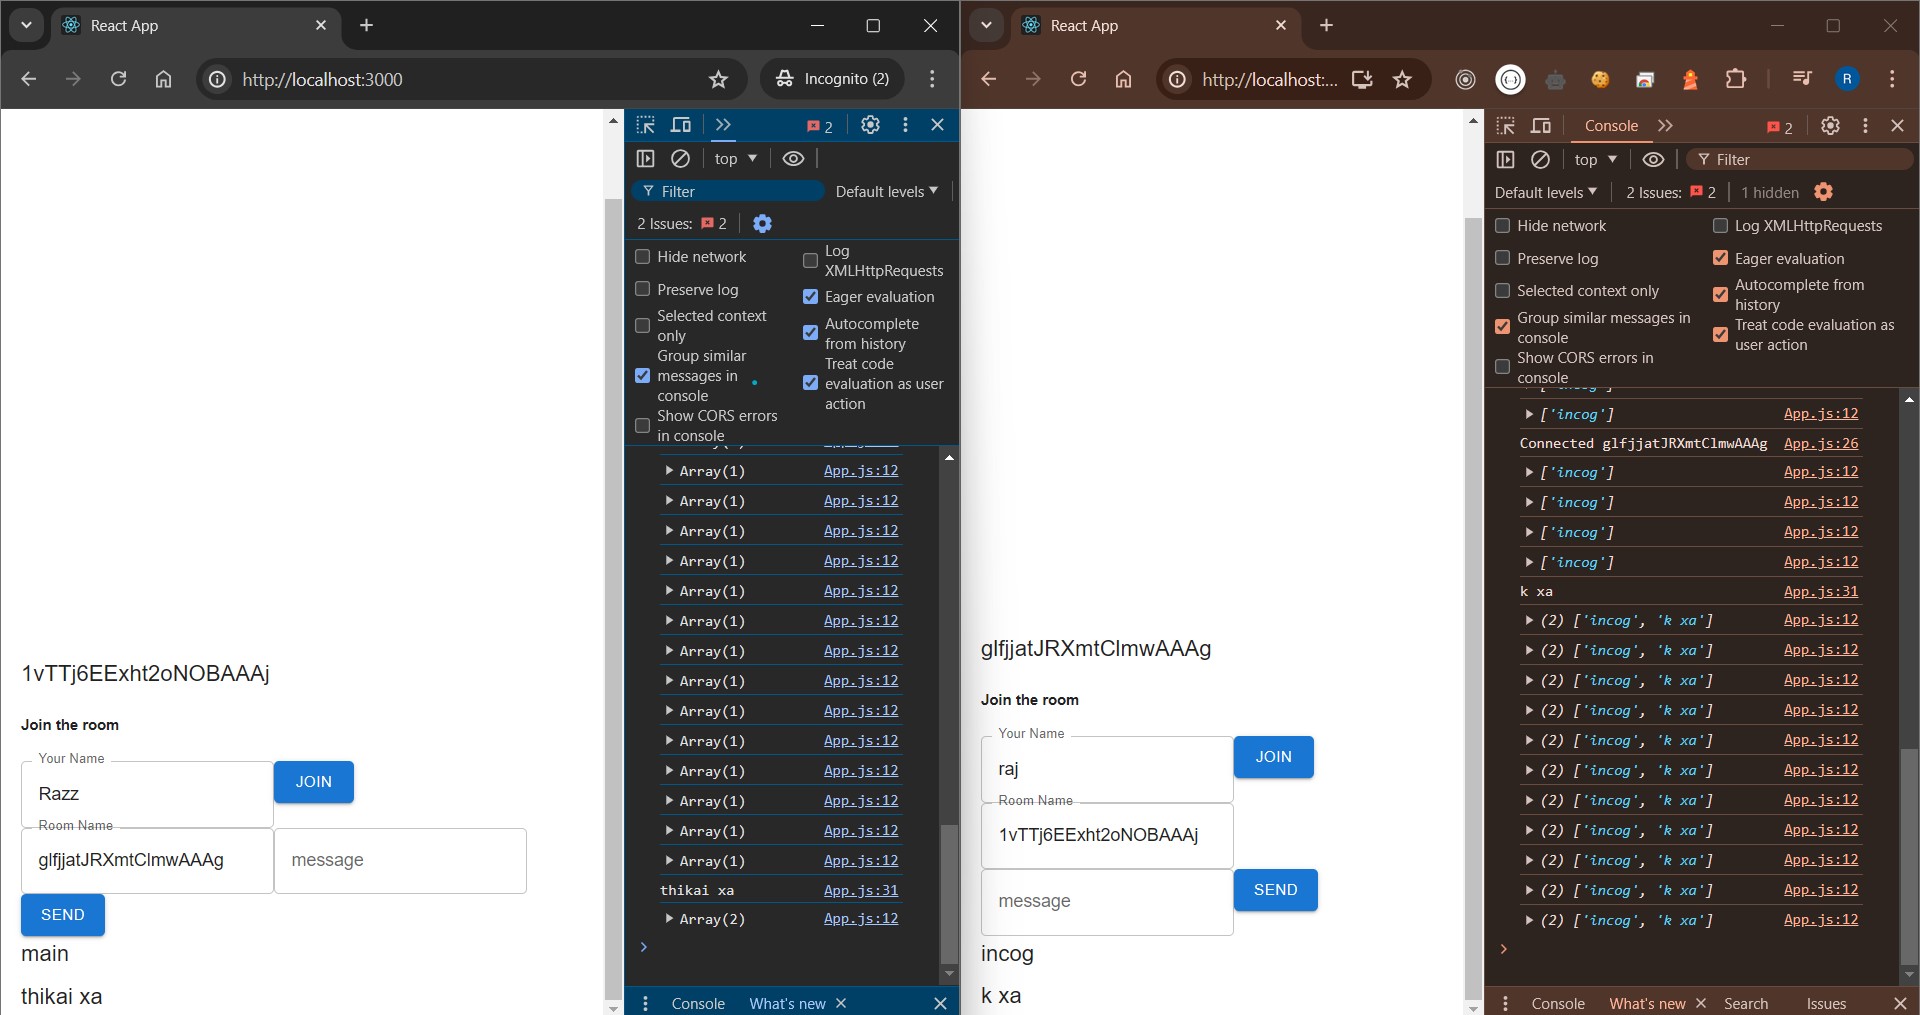 React App
http://localhost:3000
Incognito (2)
2
top
Filter
Default levels
2 Issues: 2
Hide network
Log XMLHttpRequests
Preserve log
Eager evaluation
Selected context only
Autocomplete from history
Group similar messages in console
Treat code evaluation as user action
Show CORS errors in console
Array(1) App.js:12
Array(1) App.js:12
Array(1) App.js:12
Array(1) App.js:12
Array(1) App.js:12
Array(1) App.js:12
Array(1) App.js:12
Array(1) App.js:12
Array(1) App.js:12
Array(1) App.js:12
Array(1) App.js:12
Array(1) App.js:12
Array(1) App.js:12
Array(1) App.js:12
thikai xa App.js:31
Array(2) App.js:12
Console What's new
1vTTj6EExht2oNOBAAAj
Join the room
Your Name
Razz
JOIN
Room Name
glfjjatJRXmtClmwAAAg
message
SEND
main
thikai xa
React App
http://localhost:...
R
Console
2
top
Filter
Default levels
2 Issues: 2
1 hidden
Hide network
Log XMLHttpRequests
Preserve log
Eager evaluation
Selected context only
Autocomplete from history
Group similar messages in console
Treat code evaluation as user action
Show CORS errors in console
['incog'] App.js:12
Connected glfjjatJRXmtClmwAAAg App.js:26
['incog'] App.js:12
['incog'] App.js:12
['incog'] App.js:12
['incog'] App.js:12
k xa App.js:31
(2) ['incog', 'k xa'] App.js:12
(2) ['incog', 'k xa'] App.js:12
(2) ['incog', 'k xa'] App.js:12
(2) ['incog', 'k xa'] App.js:12
(2) ['incog', 'k xa'] App.js:12
(2) ['incog', 'k xa'] App.js:12
(2) ['incog', 'k xa'] App.js:12
(2) ['incog', 'k xa'] App.js:12
(2) ['incog', 'k xa'] App.js:12
(2) ['incog', 'k xa'] App.js:12
(2) ['incog', 'k xa'] App.js:12
Console What's new Search Issues
glfjjatJRXmtClmwAAAg
Join the room
Your Name
raj
JOIN
Room Name
1vTTj6EExht2oNOBAAAj
message
SEND
incog
k xa